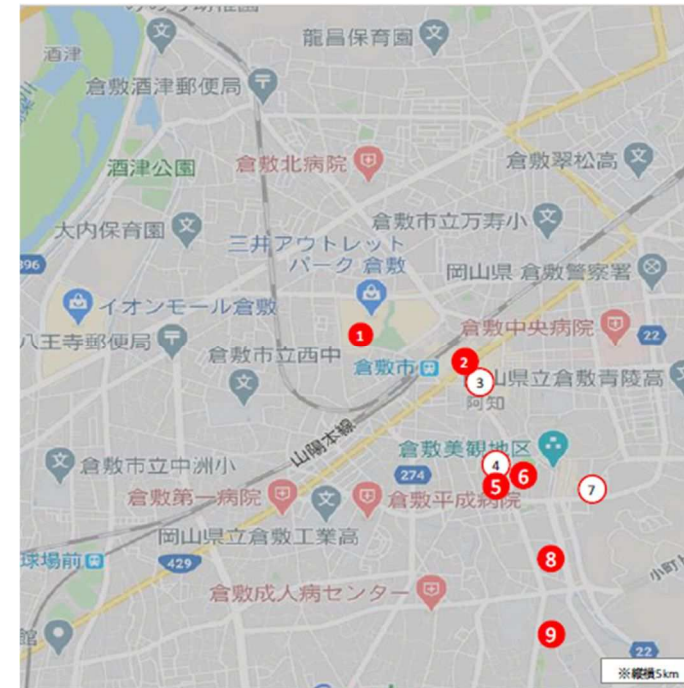 龍昌保育園
酒津
倉敷酒津郵便局
酒津公園
倉敷北病院
倉敷翠松高
倉敷市立万寿小
大内保育園
三井アウトレット
パーク 倉敷
岡山県 倉敷警察署
396
イオンモール倉敷
1
倉敷中央病院
22
八王寺郵便局
倉敷市立西中
倉敷市
2
3
山県立倉敷青陵高
阿知
山陽本線
倉敷美観地区
4
倉敷市立中洲小
274
5
6
7
倉敷第一病院
倉敷平成病院
岡山県立倉敷工業高
球場前
429
8
倉敷成人病センター
小町
9
館
22
※縦横5km